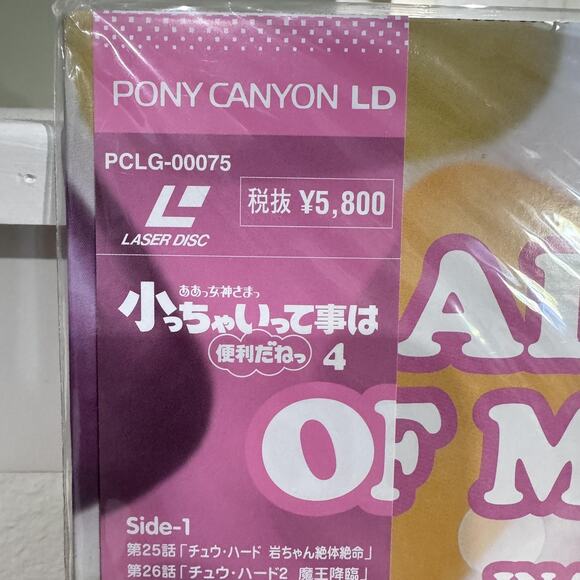 PONY CANYON LD
PCLG-00075
LASER DISC
税抜 ¥5,800
ああっ女神さまっ
小っちゃいって事は
便利だねっ 4
OF M
Side-1
第25話「チュウ・ハード 岩ちゃん絶体絶命」
第26話「チュウ・ハード2 魔王降臨」